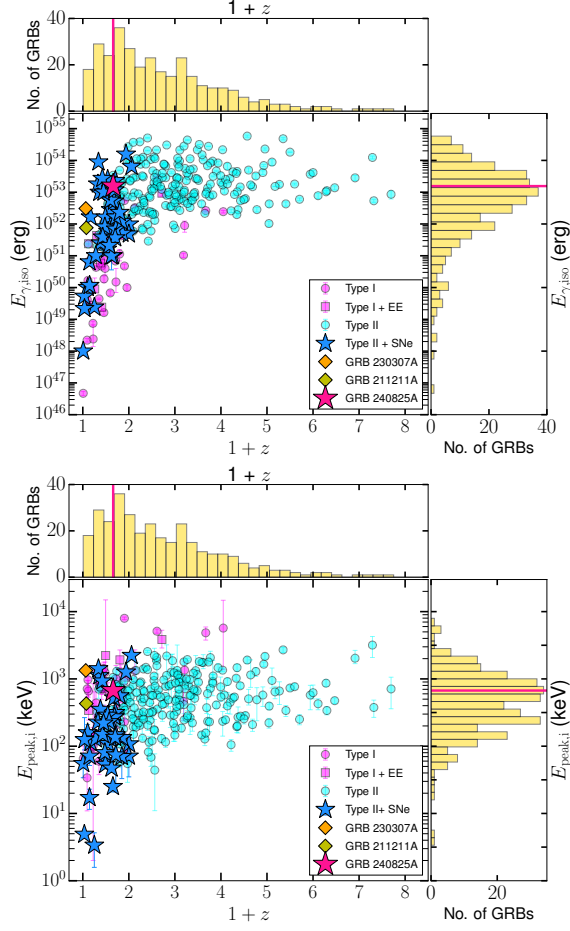 1 + z
No. of GRBs
40
20
0
10^55
10^54
10^53
10^52
10^51
10^50
10^49
10^48
10^47
10^46
E_γ,iso (erg)
Type I
Type I + EE
Type II
Type II + SNe
GRB 230307A
GRB 211211A
GRB 240825A
1 2 3 4 5 6 7 8
1 + z
E_γ,iso (erg)
0 20 40
No. of GRBs
1 + z
No. of GRBs
40
20
0
10^4
10^3
10^2
10^1
10^0
E_peak,i (keV)
Type I
Type I + EE
Type II
Type II+ SNe
GRB 230307A
GRB 211211A
GRB 240825A
1 2 3 4 5 6 7 8
1 + z
E_peak,i (keV)
0 20
No. of GRBs